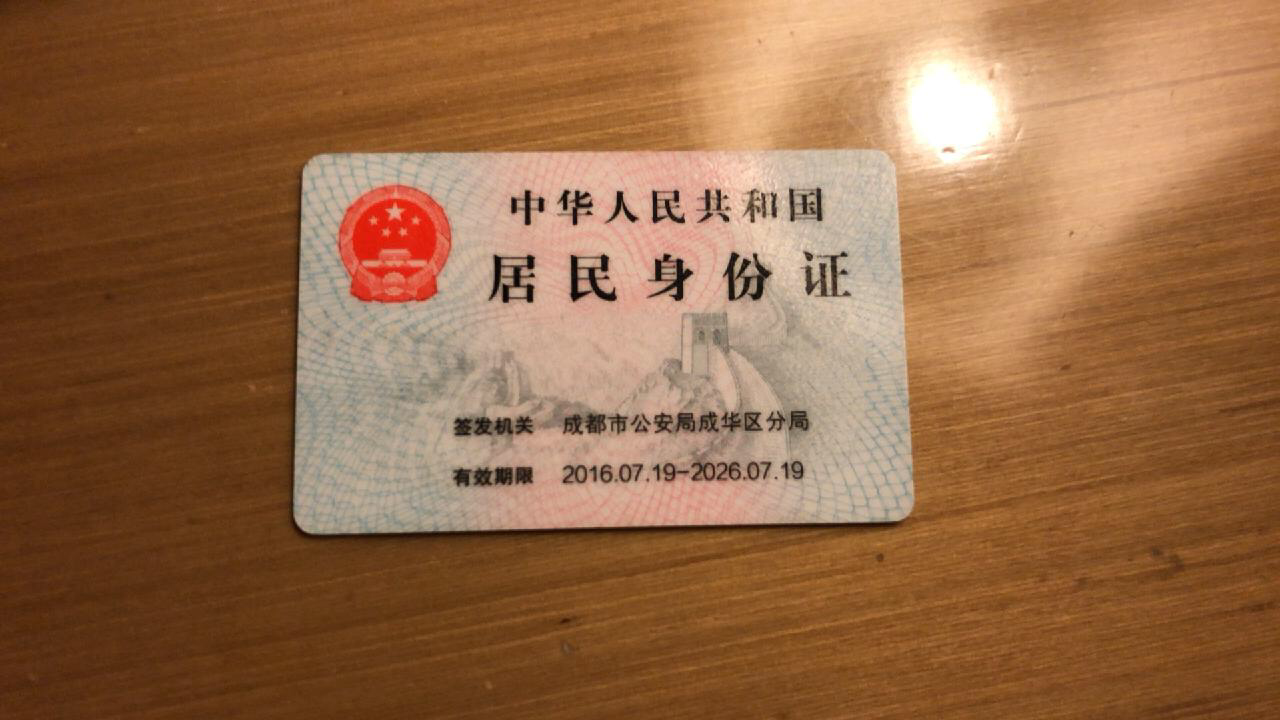 中华人民共和国
居民身份证
签发机关 成都市公安局成华区分局
有效期限 2016.07.19-2026.07.19